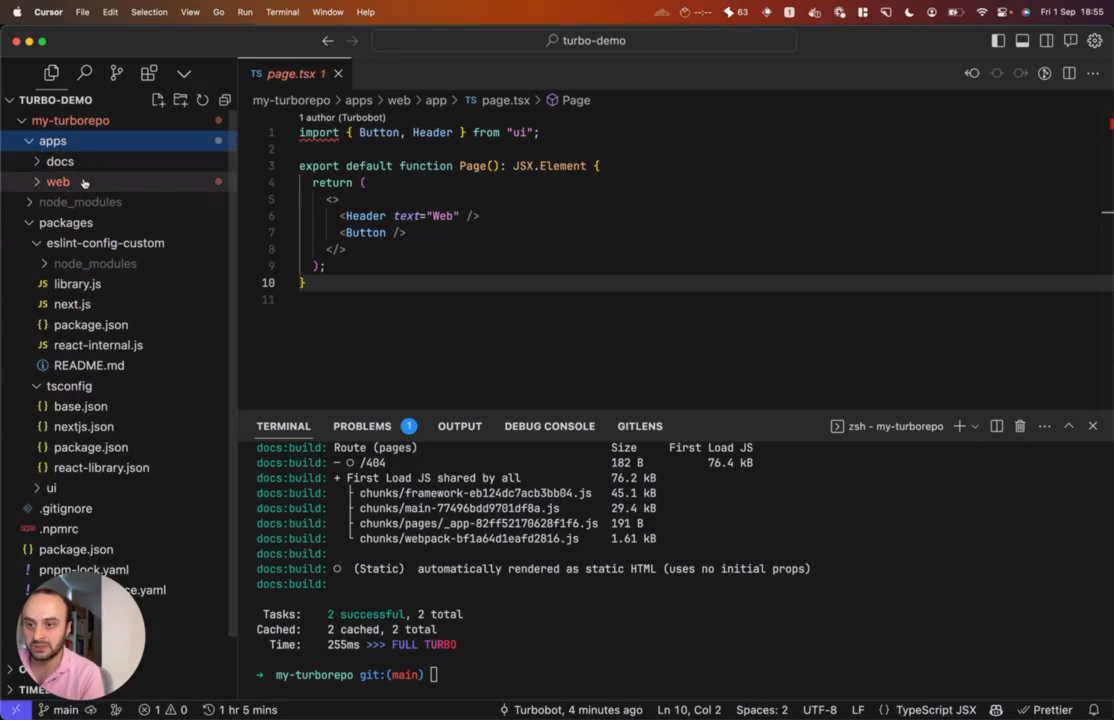 Cursor File Edit Selection View Go Run Terminal Window Help --:-- 63 1 Fri 1 Sep 18:55
turbo-demo
TURBO-DEMO
my-turborepo
apps
docs
web
node_modules
packages
eslint-config-custom
node_modules
JS library.js
JS next.js
{} package.json
JS react-internal.js
README.md
tsconfig
{} base.json
{} nextjs.json
{} package.json
{} react-library.json
ui
.gitignore
.npmrc
package.json
! pnpm-lock.yaml
.yaml
TS page.tsx 1
my-turborepo > apps > web > app > TS page.tsx > Page
1 author (Turbobot)
1 import { Button, Header } from "ui";
2
3 export default function Page(): JSX.Element {
4 return (
5 <>
6 <Header text="Web" />
7 <Button />
8 </>
9 );
10 }
11
TERMINAL PROBLEMS 1 OUTPUT DEBUG CONSOLE GITLENS zsh - my-turborepo
docs:build: Route (pages) Size First Load JS
docs:build: ─ ○ /404 182 B 76.4 kB
docs:build: + First Load JS shared by all 76.2 kB
docs:build: ├ chunks/framework-eb124dc7acb3bb04.js 45.1 kB
docs:build: ├ chunks/main-77496bdd9701df8a.js 29.4 kB
docs:build: ├ chunks/pages/_app-82ff52170628f1f6.js 191 B
docs:build: └ chunks/webpack-bf1a64d1eafd2816.js 1.61 kB
docs:build:
docs:build: ○ (Static) automatically rendered as static HTML (uses no initial props)
docs:build:
Tasks: 2 successful, 2 total
Cached: 2 cached, 2 total
Time: 255ms >>> FULL TURBO
→ my-turborepo git:(main)
main 1 0 1 hr 5 mins Turbobot, 4 minutes ago Ln 10, Col 2 Spaces: 2 UTF-8 LF {} TypeScript JSX Prettier